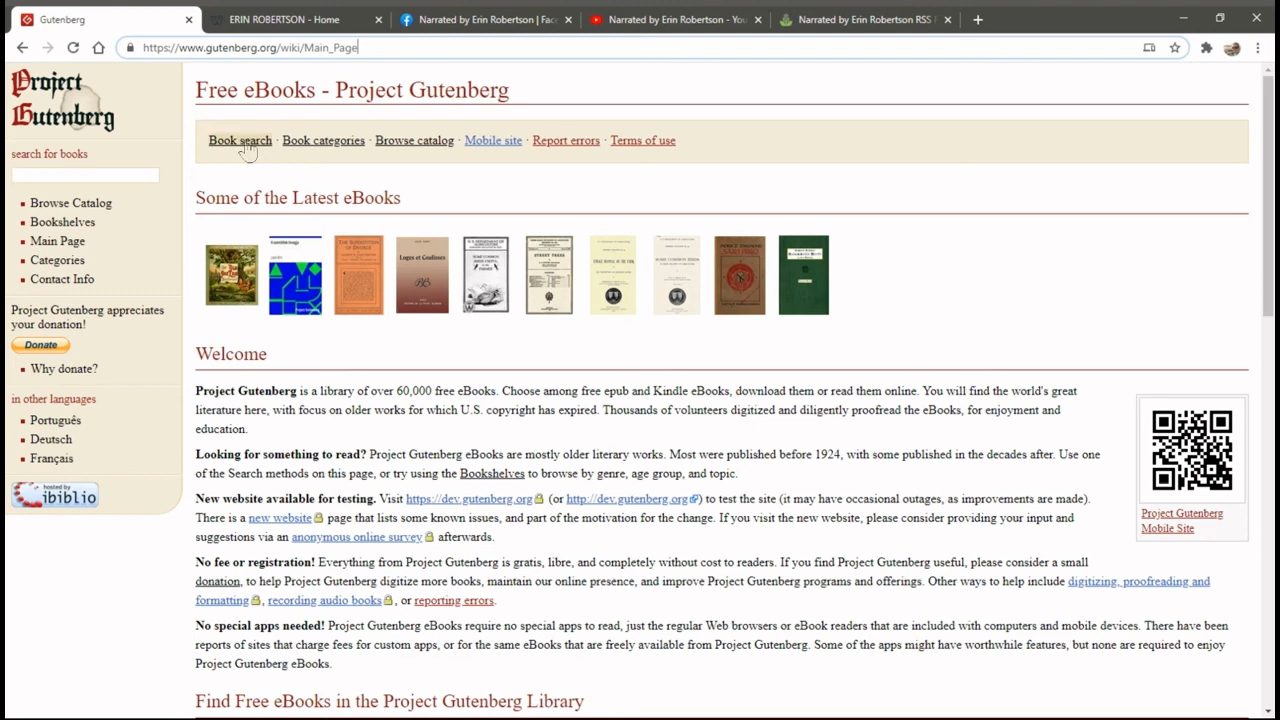 Gutenberg
ERIN ROBERTSON - Home
Narrated by Erin Robertson | Fac
Narrated by Erin Robertson - You
Narrated by Erin Robertson RSS
https://www.gutenberg.org/wiki/Main_Page
Project
Gutenberg
search for books
Browse Catalog
Bookshelves
Main Page
Categories
Contact Info
Project Gutenberg appreciates
your donation!
Donate
Why donate?
in other languages
Português
Deutsch
Français
hosted by
ibiblio
Free eBooks - Project Gutenberg
Book search · Book categories · Browse catalog · Mobile site · Report errors · Terms of use
Some of the Latest eBooks
Welcome
Project Gutenberg is a library of over 60,000 free eBooks. Choose among free epub and Kindle eBooks, download them or read them online. You will find the world's great
literature here, with focus on older works for which U.S. copyright has expired. Thousands of volunteers digitized and diligently proofread the eBooks, for enjoyment and
education.
Looking for something to read? Project Gutenberg eBooks are mostly older literary works. Most were published before 1924, with some published in the decades after. Use one
of the Search methods on this page, or try using the Bookshelves to browse by genre, age group, and topic.
New website available for testing. Visit https://dev.gutenberg.org (or http://dev.gutenberg.org) to test the site (it may have occasional outages, as improvements are made).
There is a new website page that lists some known issues, and part of the motivation for the change. If you visit the new website, please consider providing your input and
suggestions via an anonymous online survey afterwards.
No fee or registration! Everything from Project Gutenberg is gratis, libre, and completely without cost to readers. If you find Project Gutenberg useful, please consider a small
donation, to help Project Gutenberg digitize more books, maintain our online presence, and improve Project Gutenberg programs and offerings. Other ways to help include digitizing, proofreading and
formatting, recording audio books, or reporting errors.
No special apps needed! Project Gutenberg eBooks require no special apps to read, just the regular Web browsers or eBook readers that are included with computers and mobile devices. There have been
reports of sites that charge fees for custom apps, or for the same eBooks that are freely available from Project Gutenberg. Some of the apps might have worthwhile features, but none are required to enjoy
Project Gutenberg eBooks.
Project Gutenberg
Mobile Site
Find Free eBooks in the Project Gutenberg Library